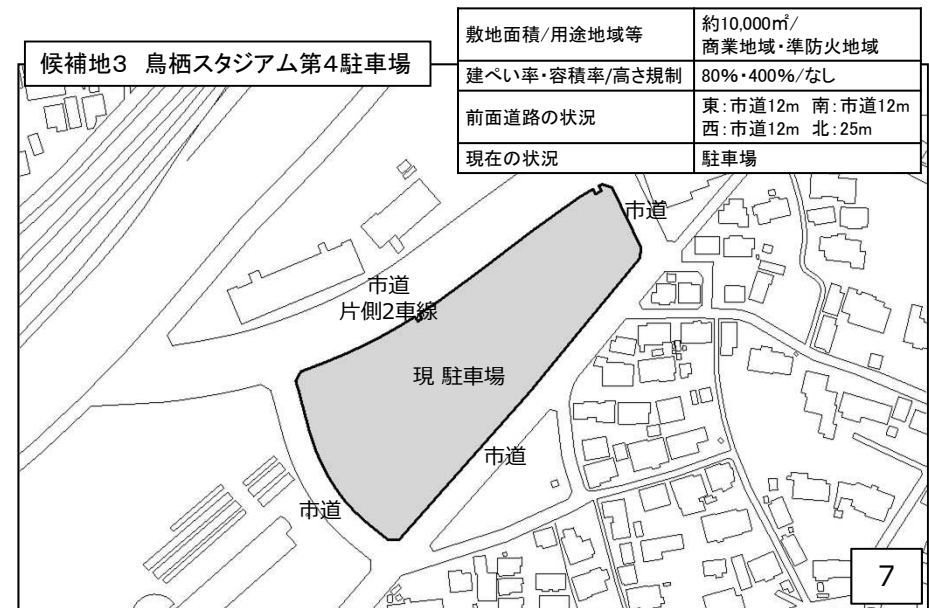 候補地3 鳥栖スタジアム第4駐車場
敷地面積/用途地域等
約10,000㎡/
商業地域・準防火地域
建ぺい率・容積率/高さ規制
80%・400%/なし
前面道路の状況
東:市道12m 南:市道12m
西:市道12m 北:25m
現在の状況
駐車場
市道
市道
片側2車線
現 駐車場
市道
市道
7